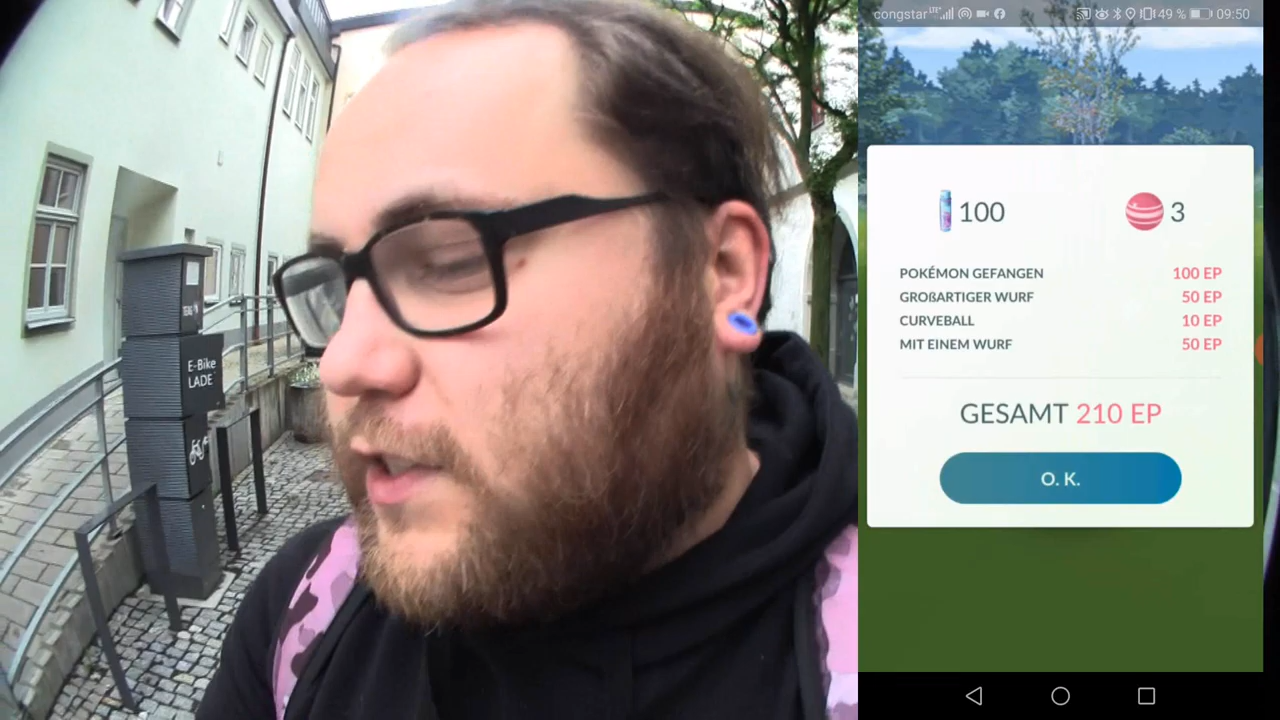 E-Bike
LADE
congstar
49 %
09:50
100
3
POKÉMON GEFANGEN
100 EP
GROßARTIGER WURF
50 EP
CURVEBALL
10 EP
MIT EINEM WURF
50 EP
GESAMT 210 EP
O. K.